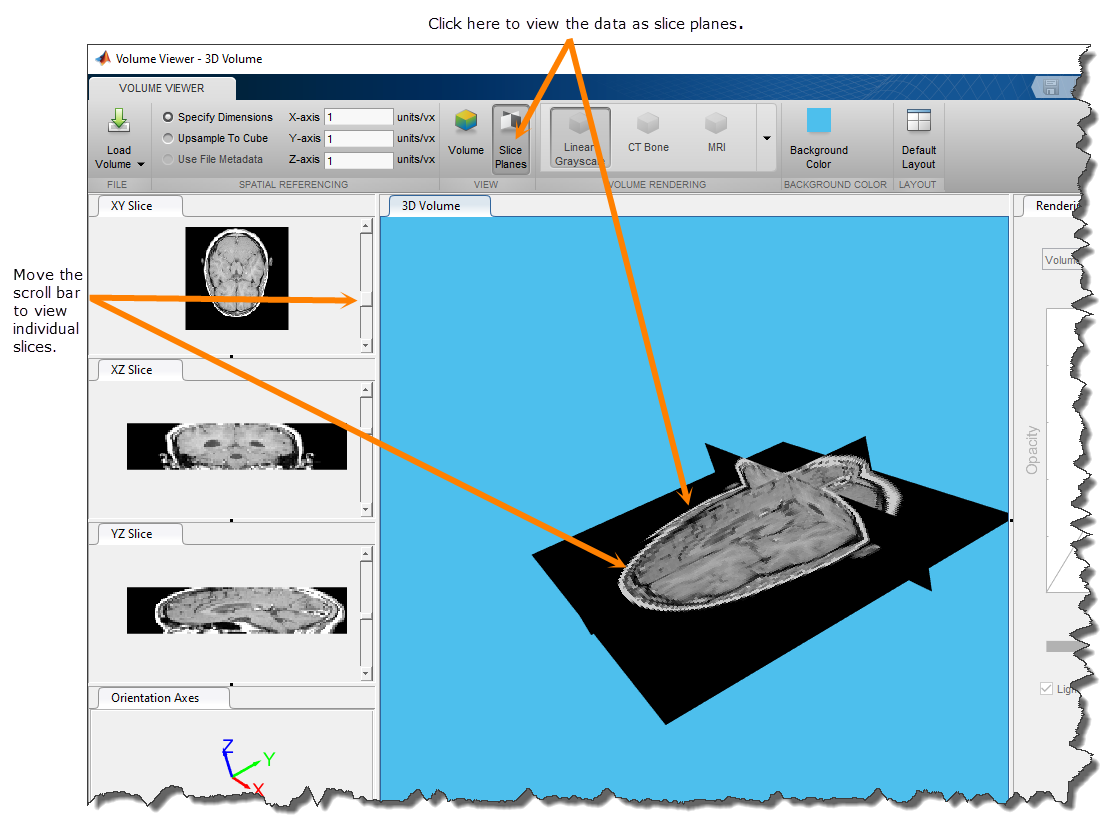 Click here to view the data as slice planes.
Volume Viewer - 3D Volume
VOLUME VIEWER
Load
Volume
Specify Dimensions
Upsample To Cube
Use File Metadata
X-axis 1 units/vx
Y-axis 1 units/vx
Z-axis 1 units/vx
Volume
Slice
Planes
Linear
Grayscale
CT Bone
MRI
Background
Color
Default
Layout
FILE
SPATIAL REFERENCING
VIEW
VOLUME RENDERING
BACKGROUND COLOR
LAYOUT
XY Slice
3D Volume
Move the
scroll bar
to view
individual
slices.
XZ Slice
YZ Slice
Orientation Axes
Z
Y
X
Volum
Opacity